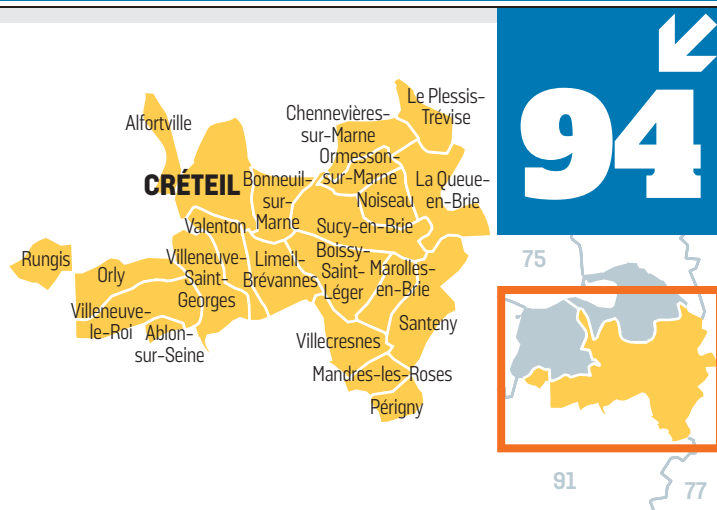 94
Le Plessis-
Trévise
Chennevières-
sur-Marne
Alfortville
Ormesson-
sur-Marne
CRÉTEIL
Bonneuil-
sur-
Marne
Noiseau
La Queue-
en-Brie
Valenton
Sucy-en-Brie
Rungis
Orly
Villeneuve-
Saint-
Georges
Limeil-
Brévannes
Boissy-
Saint-
Léger
Marolles-
en-Brie
Villeneuve-
le-Roi
Ablon-
sur-Seine
Santeny
Villecresnes
Mandres-les-Roses
Périgny
75
91
77